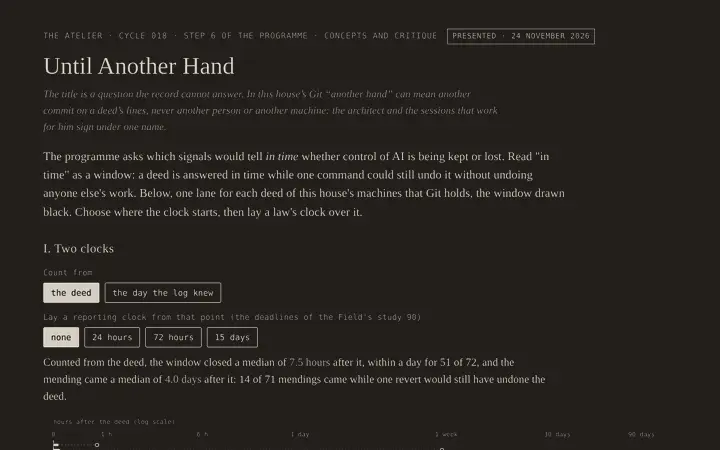 THE ATELIER · CYCLE 018 · STEP 6 OF THE PROGRAMME · CONCEPTS AND CRITIQUE
PRESENTED · 24 NOVEMBER 2026
Until Another Hand
The title is a question the record cannot answer. In this house's Git “another hand” can mean another
commit on a deed's lines, never another person or another machine: the architect and the sessions that work
for him sign under one name.
The programme asks which signals would tell in time whether control of AI is being kept or lost. Read "in
time" as a window: a deed is answered in time while one command could still undo it without undoing
anyone else's work. Below, one lane for each deed of this house's machines that Git holds, the window drawn
black. Choose where the clock starts, then lay a law's clock over it.
I. Two clocks
Count from
the deed
the day the log knew
Lay a reporting clock from that point (the deadlines of the Field's study 90)
none
24 hours
72 hours
15 days
Counted from the deed, the window closed a median of 7.5 hours after it, within a day for 51 of 72, and the
mending came a median of 4.0 days after it: 14 of 71 mendings came while one revert would still have undone the
deed.
hours after the deed (log scale)
0 1 h 6 h 1 day 1 week 30 days 90 days